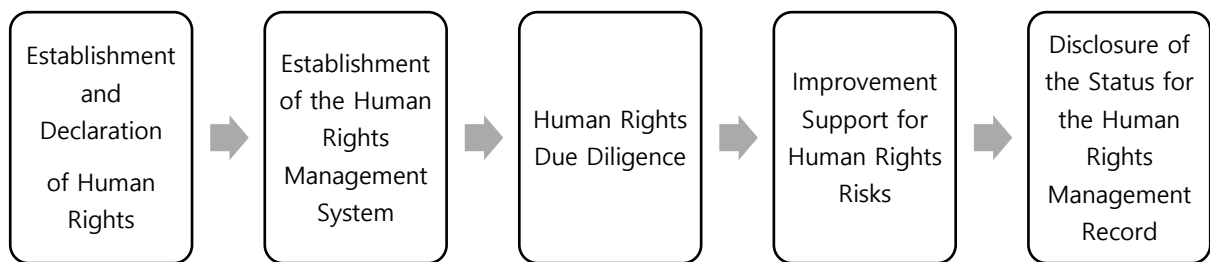 Establishment
and
Declaration
of Human
Rights
Establishment
of the Human
Rights
Management
System
Human Rights
Due Diligence
Improvement
Support for
Human Rights
Risks
Disclosure of
the Status for
the Human
Rights
Management
Record